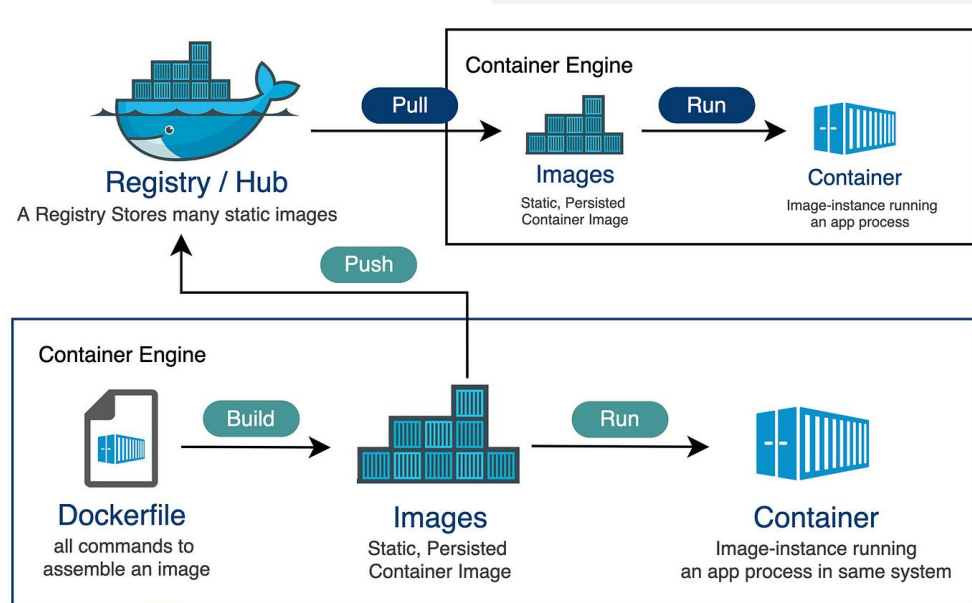 Container Engine
Pull
Run
Registry / Hub
A Registry Stores many static images
Images
Static, Persisted
Container Image
Container
Image-instance running
an app process
Push
Container Engine
Build
Run
Dockerfile
all commands to
assemble an image
Images
Static, Persisted
Container Image
Container
Image-instance running
an app process in same system